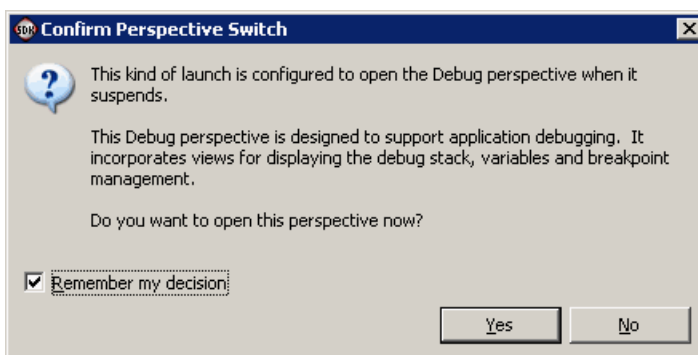 SDK Confirm Perspective Switch
This kind of launch is configured to open the Debug perspective when it
suspends.
This Debug perspective is designed to support application debugging. It
incorporates views for displaying the debug stack, variables and breakpoint
management.
Do you want to open this perspective now?
Remember my decision
Yes No